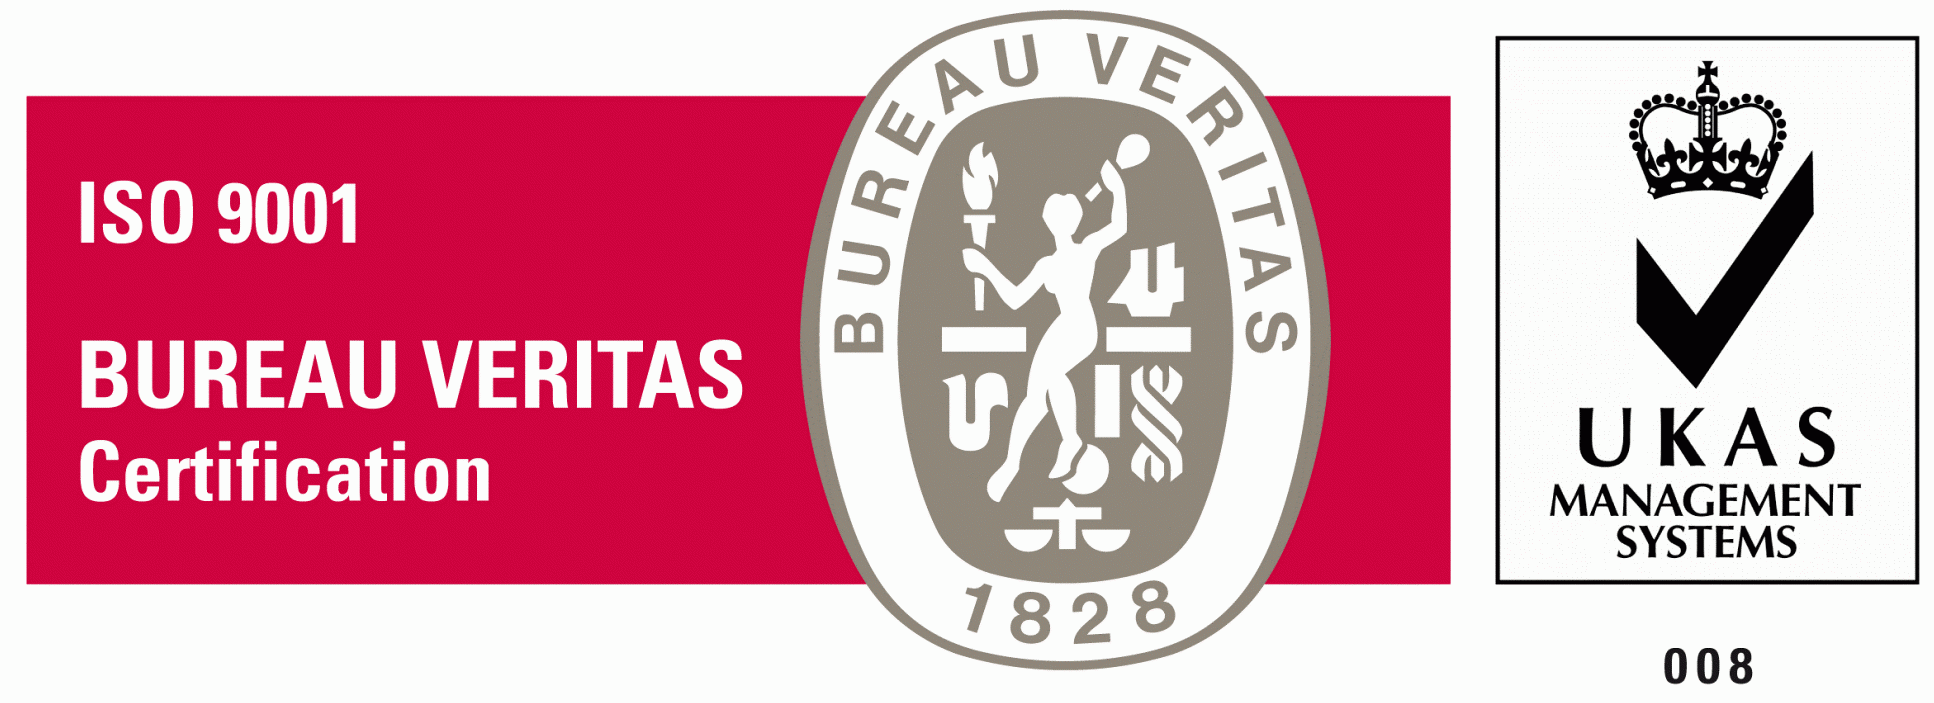 ISO 9001
BUREAU VERITAS
Certification
BUREAU VERITAS
1828
UKAS
MANAGEMENT
SYSTEMS
008